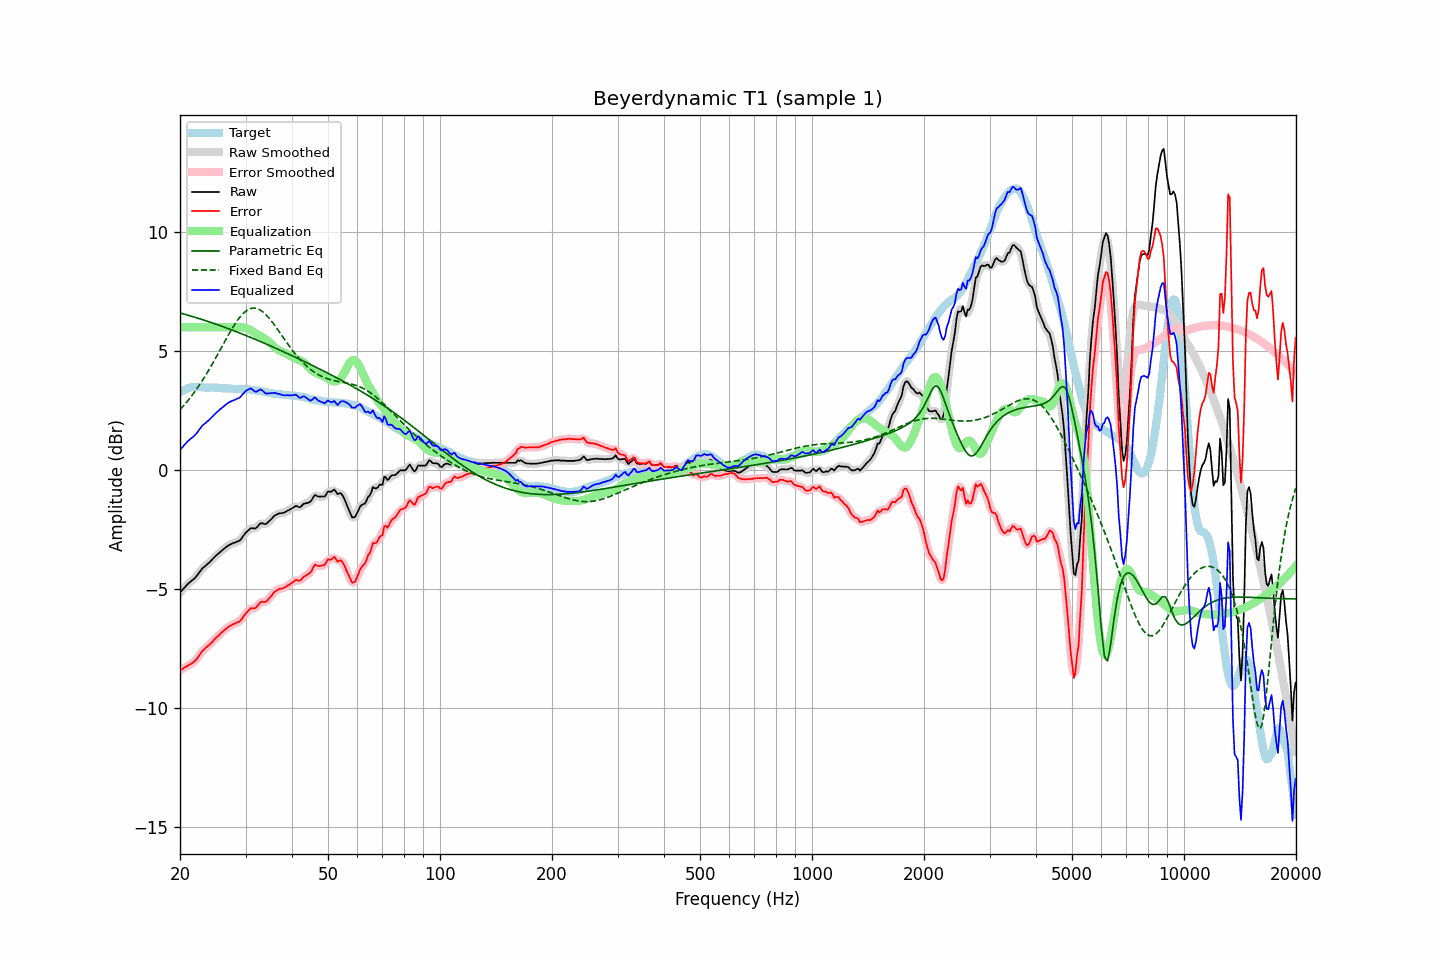 Beyerdynamic T1 (sample 1)
Target
Raw Smoothed
Error Smoothed
Raw
Error
Equalization
Parametric Eq
Fixed Band Eq
Equalized
Amplitude (dBr)
10
5
0
−5
−10
−15
20
50
100
200
500
1000
2000
5000
10000
20000
Frequency (Hz)